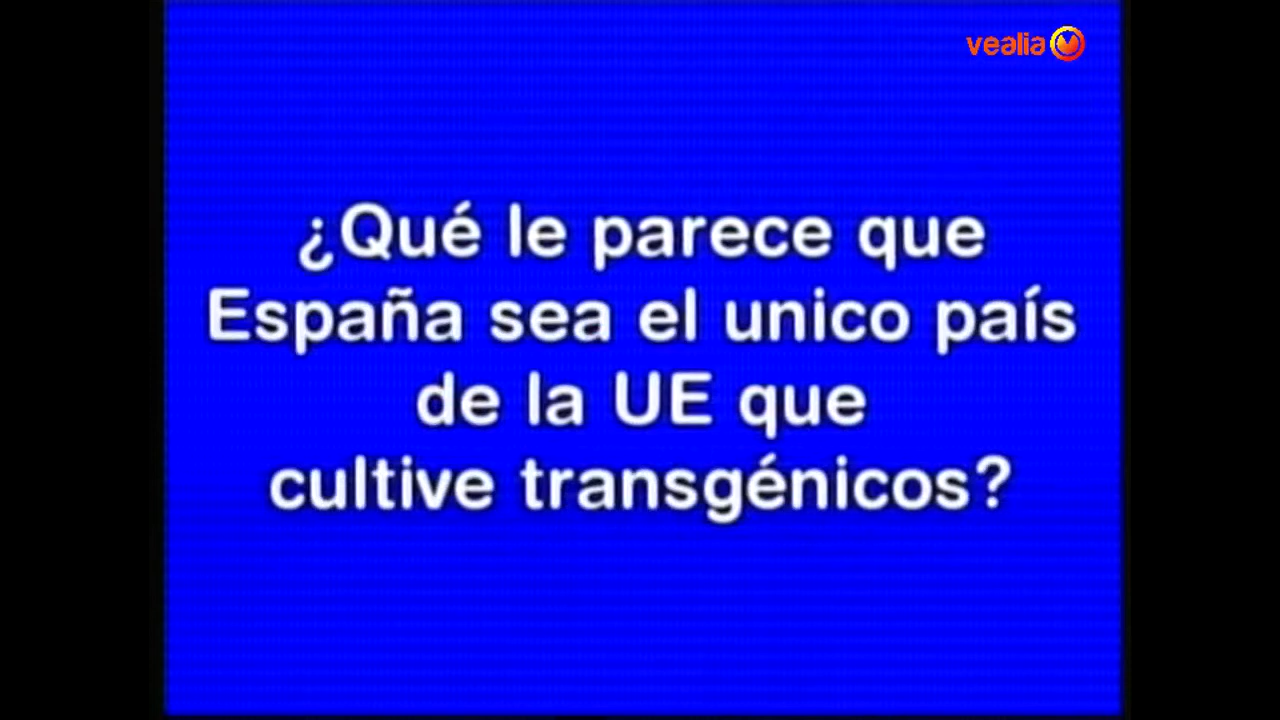 vealia
¿Qué le parece que
España sea el unico país
de la UE que
cultive transgénicos?